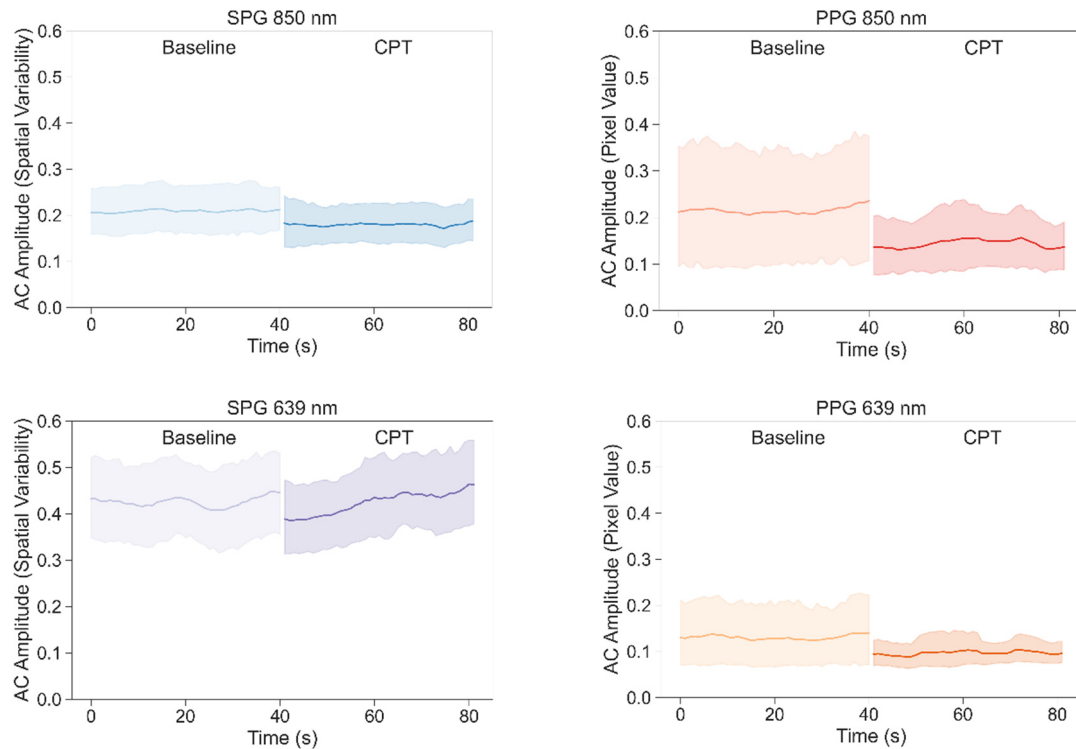 SPG 850 nm
AC Amplitude (Spatial Variability)
0.6
0.5
0.4
0.3
0.2
0.1
0.0
Baseline
CPT
0
20
40
60
80
Time (s)
PPG 850 nm
AC Amplitude (Pixel Value)
0.6
0.5
0.4
0.3
0.2
0.1
0.0
Baseline
CPT
0
20
40
60
80
Time (s)
SPG 639 nm
AC Amplitude (Spatial Variability)
0.6
0.5
0.4
0.3
0.2
0.1
0.0
Baseline
CPT
0
20
40
60
80
Time (s)
PPG 639 nm
AC Amplitude (Pixel Value)
0.6
0.5
0.4
0.3
0.2
0.1
0.0
Baseline
CPT
0
20
40
60
80
Time (s)